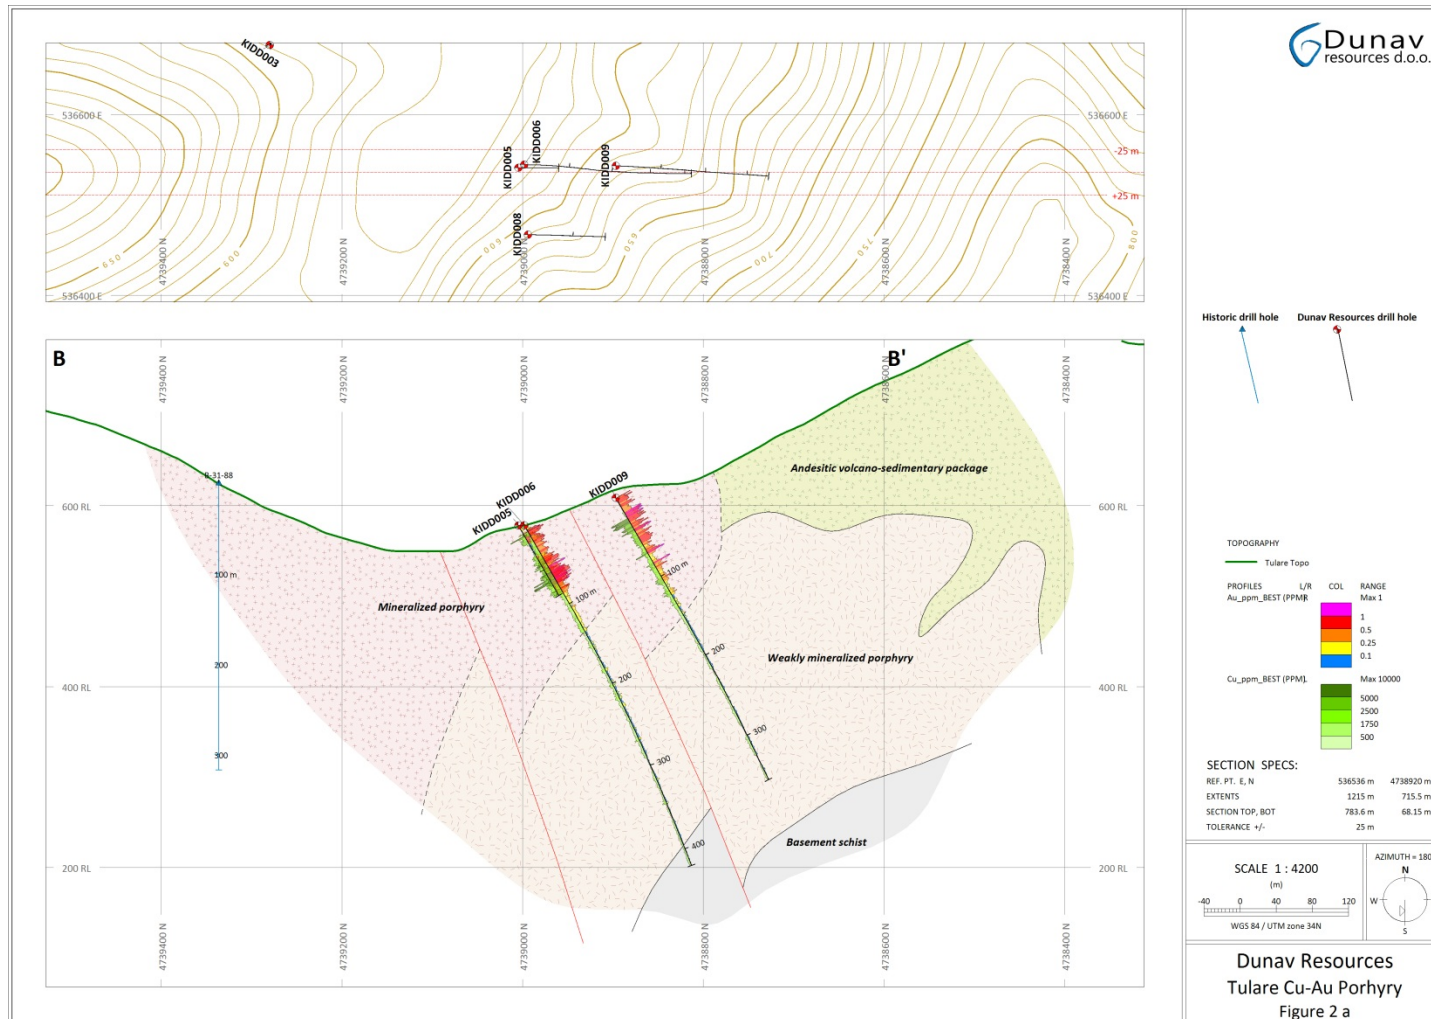 Dunav
resources d.o.o.
KIDD003
536600 E
536600 E
KIDD005
KIDD006
KIDD009
-25 m
+25 m
KIDD008
650
600
600
650
700
750
800
4739400 N
4739200 N
4739000 N
4738800 N
4738600 N
4738400 N
536400 E
536400 E
Historic drill hole
Dunav Resources drill hole
B
B'
4739400 N
4739200 N
4739000 N
4738800 N
4738600 N
4738400 N
B-31-88
KIDD006
KIDD005
KIDD009
Andesitic volcano-sedimentary package
600 RL
600 RL
100 m
100 m
100 m
Mineralized porphyry
Weakly mineralized porphyry
200
200
200
400 RL
400 RL
300
300
300
400
Basement schist
200 RL
200 RL
4739400 N
4739200 N
4739000 N
4738800 N
4738600 N
4738400 N
TOPOGRAPHY
Tulare Topo
PROFILES L/R COL RANGE
Au_ppm_BEST (PPM)R Max 1
1
0.5
0.25
0.1
Cu_ppm_BEST (PPM)L Max 10000
5000
2500
1750
500
SECTION SPECS:
REF. PT. E, N 536536 m 4738920 m
EXTENTS 1215 m 715.5 m
SECTION TOP, BOT 783.6 m 68.15 m
TOLERANCE +/- 25 m
SCALE 1 : 4200
(m)
-40 0 40 80 120
WGS 84 / UTM zone 34N
AZIMUTH = 180
N
W
S
Dunav Resources
Tulare Cu-Au Porhyry
Figure 2 a